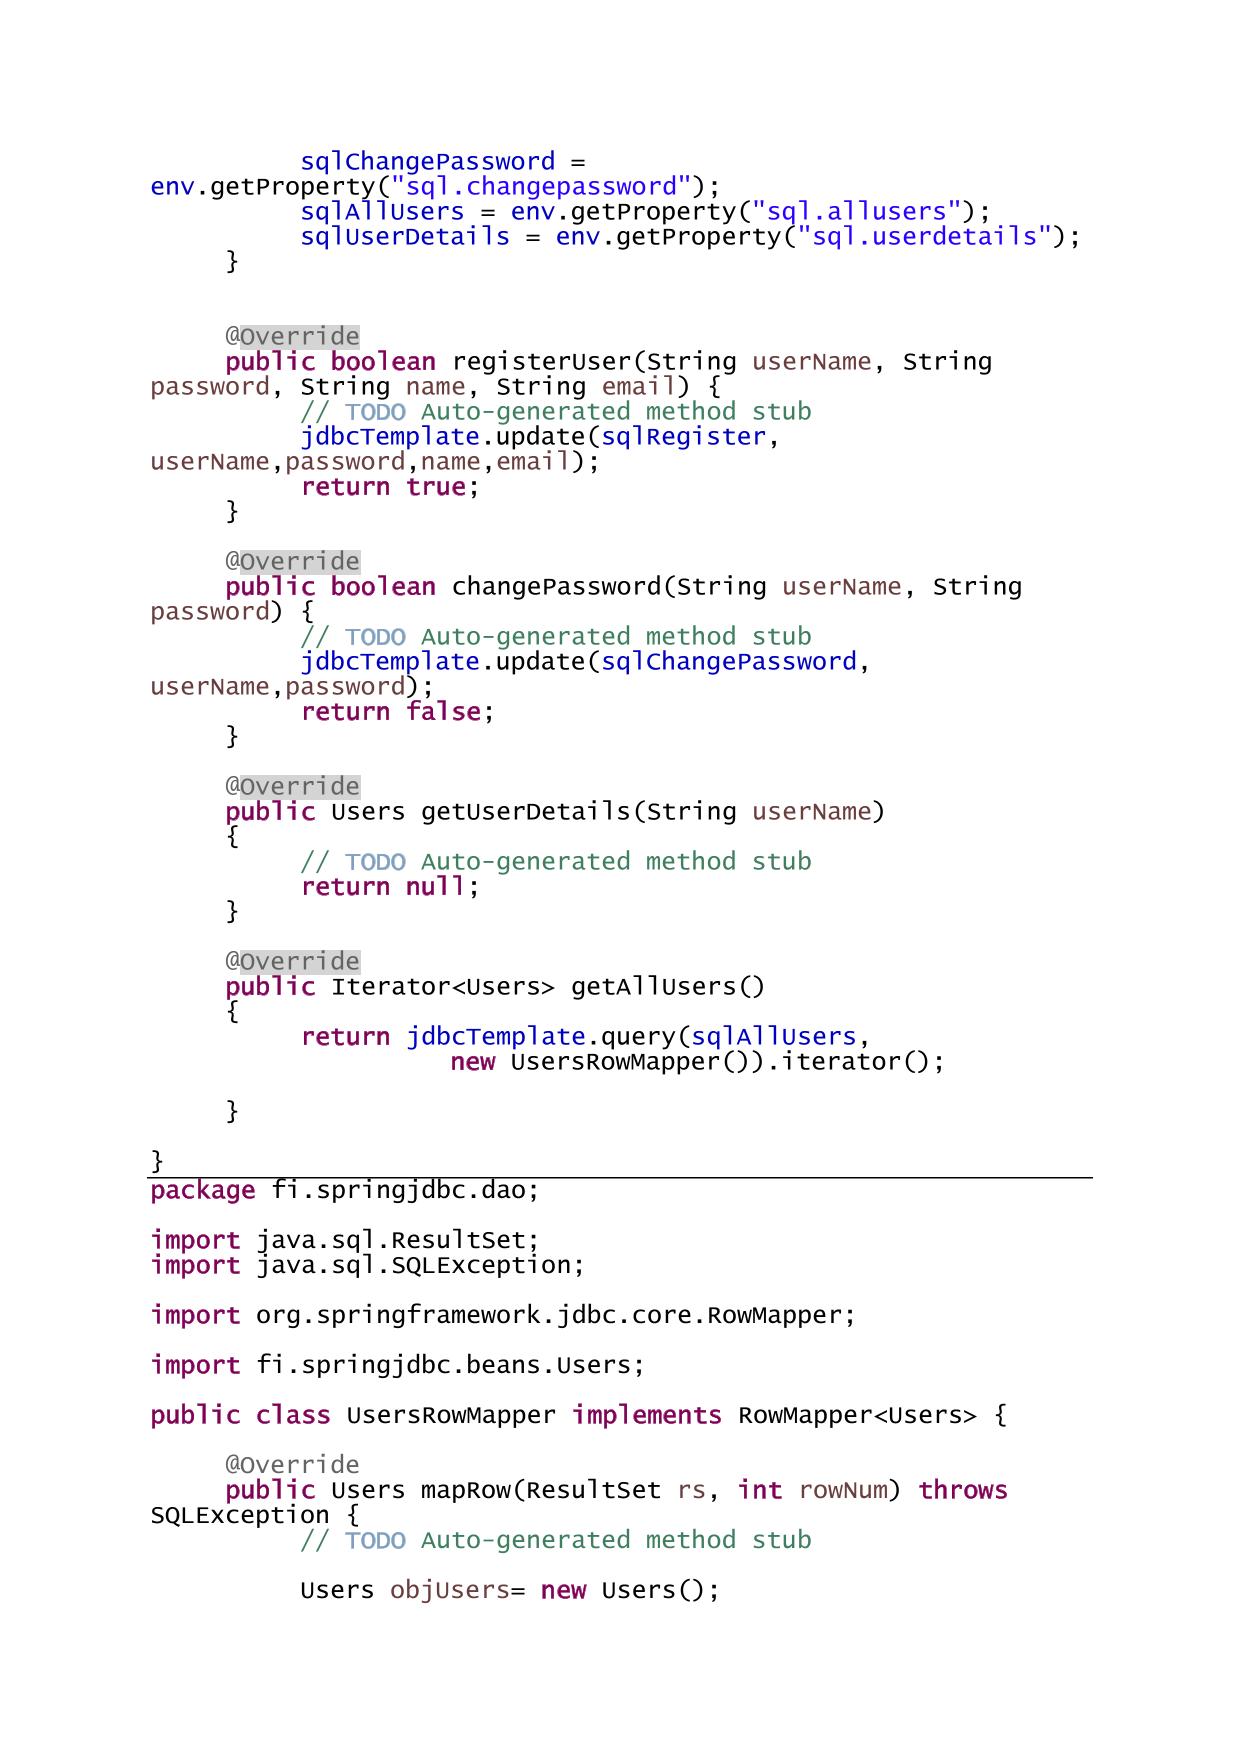 sqlChangePassword =
env.getProperty("sql.changepassword");
sqlAllUsers = env.getProperty("sql.allusers");
sqlUserDetails = env.getProperty("sql.userdetails");
}
@Override
public boolean registerUser(String userName, String
password, String name, String email) {
// TODO Auto-generated method stub
jdbcTemplate.update(sqlRegister,
userName,password,name,email);
return true;
}
@Override
public boolean changePassword(String userName, String
password) {
// TODO Auto-generated method stub
jdbcTemplate.update(sqlChangePassword,
userName,password);
return false;
}
@Override
public Users getUserDetails(String userName)
{
// TODO Auto-generated method stub
return null;
}
@Override
public Iterator<Users> getAllUsers()
{
return jdbcTemplate.query(sqlAllUsers,
new UsersRowMapper()).iterator();
}
}
package fi.springjdbc.dao;
import java.sql.ResultSet;
import java.sql.SQLException;
import org.springframework.jdbc.core.RowMapper;
import fi.springjdbc.beans.Users;
public class UsersRowMapper implements RowMapper<Users> {
@Override
public Users mapRow(ResultSet rs, int rowNum) throws
SQLException {
// TODO Auto-generated method stub
Users objUsers= new Users();